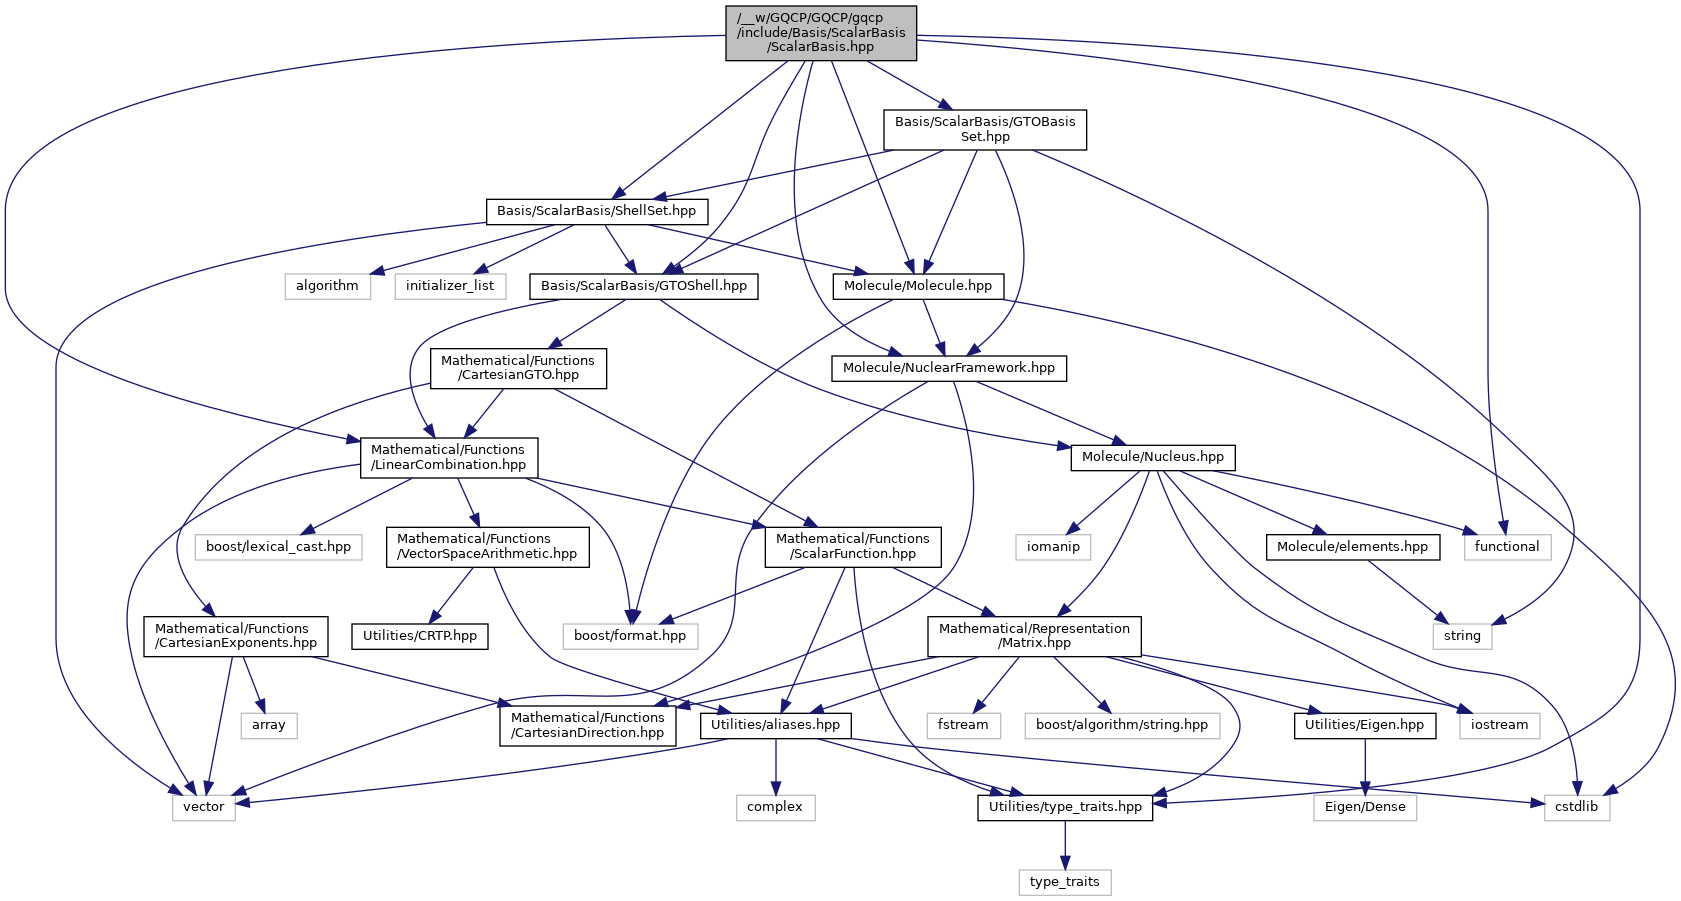 /__w/GQCP/GQCP/gqcp
/include/Basis/ScalarBasis
/ScalarBasis.hpp
Basis/ScalarBasis/GTOBasis
Set.hpp
Basis/ScalarBasis/ShellSet.hpp
algorithm
initializer_list
Basis/ScalarBasis/GTOShell.hpp
Molecule/Molecule.hpp
Mathematical/Functions
/CartesianGTO.hpp
Molecule/NuclearFramework.hpp
Mathematical/Functions
/LinearCombination.hpp
Molecule/Nucleus.hpp
boost/lexical_cast.hpp
Mathematical/Functions
/VectorSpaceArithmetic.hpp
Mathematical/Functions
/ScalarFunction.hpp
iomanip
Molecule/elements.hpp
functional
Mathematical/Functions
/CartesianExponents.hpp
Utilities/CRTP.hpp
boost/format.hpp
Mathematical/Representation
/Matrix.hpp
string
array
Mathematical/Functions
/CartesianDirection.hpp
Utilities/aliases.hpp
fstream
boost/algorithm/string.hpp
Utilities/Eigen.hpp
iostream
vector
complex
Utilities/type_traits.hpp
Eigen/Dense
cstdlib
type_traits